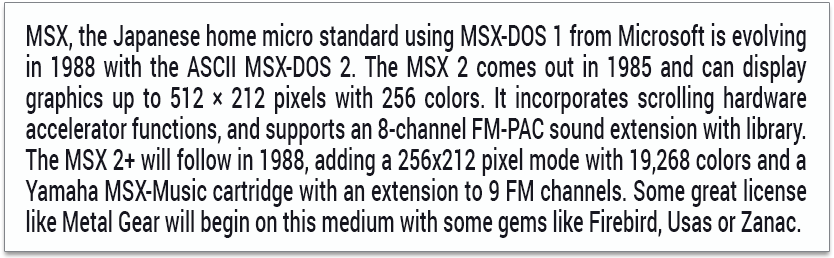 MSX, the Japanese home micro standard using MSX-DOS 1 from Microsoft is evolving
in 1988 with the ASCII MSX-DOS 2. The MSX 2 comes out in 1985 and can display
graphics up to 512 × 212 pixels with 256 colors. It incorporates scrolling hardware
accelerator functions, and supports an 8-channel FM-PAC sound extension with library.
The MSX 2+ will follow in 1988, adding a 256x212 pixel mode with 19,268 colors and a
Yamaha MSX-Music cartridge with an extension to 9 FM channels. Some great license
like Metal Gear will begin on this medium with some gems like Firebird, Usas or Zanac.